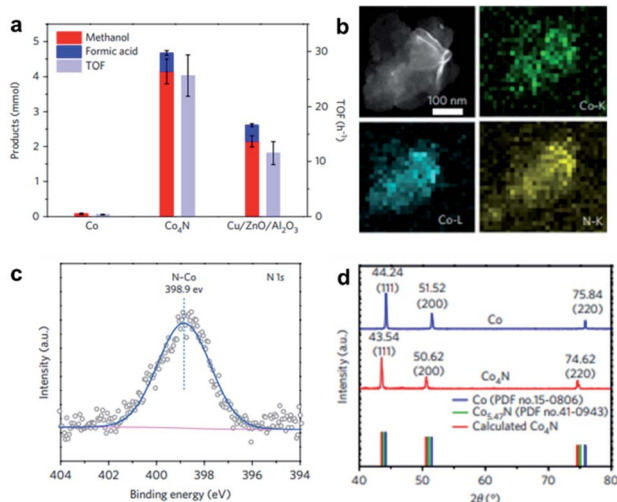 a
Methanol
Formic acid
TOF
Products (mmol)
5
4
3
2
1
0
TOF (h⁻¹)
30
20
10
0
Co
Co₄N
Cu/ZnO/Al₂O₃
b
100 nm
Co-K
Co-L
N-K
c
N–Co
398.9 ev
N 1s
Intensity (a.u.)
404 402 400 398 396 394
Binding energy (eV)
d
44.24
(111)
51.52
(200)
75.84
(220)
Co
43.54
(111)
50.62
(200)
74.62
(220)
Co₄N
Co (PDF no.15-0806)
Co₅.₄₇N (PDF no.41-0943)
Calculated Co₄N
Intensity (a.u.)
40 50 60 70 80
2θ (°)